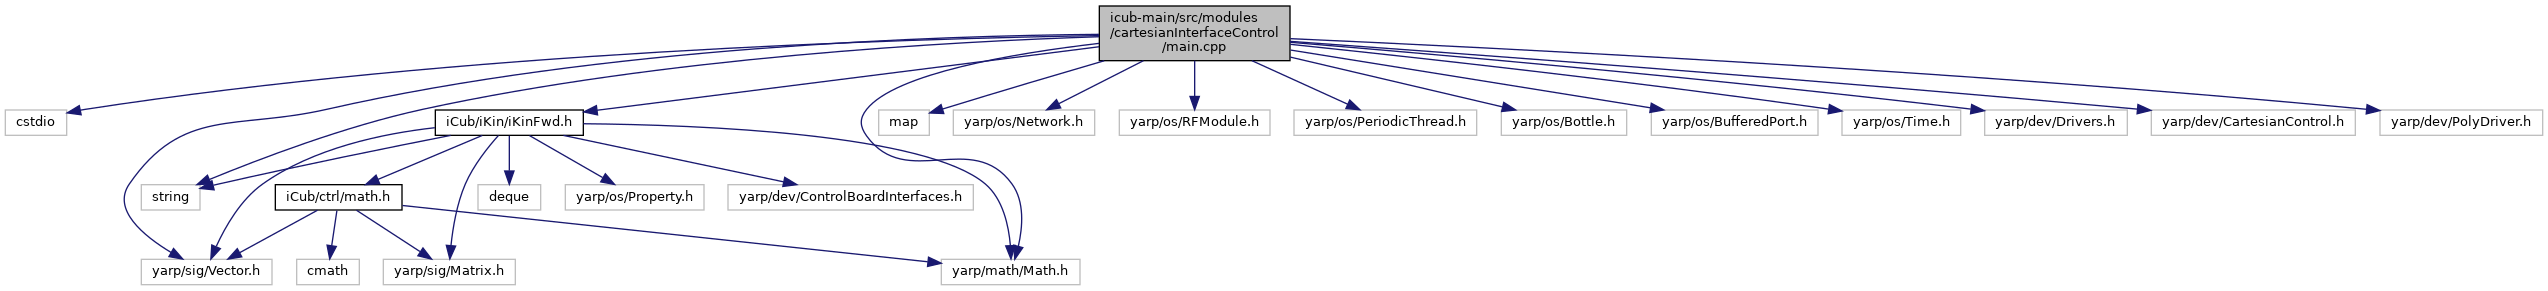 icub-main/src/modules
/cartesianInterfaceControl
/main.cpp
cstdio
iCub/iKin/iKinFwd.h
map
yarp/os/Network.h
yarp/os/RFModule.h
yarp/os/PeriodicThread.h
yarp/os/Bottle.h
yarp/os/BufferedPort.h
yarp/os/Time.h
yarp/dev/Drivers.h
yarp/dev/CartesianControl.h
yarp/dev/PolyDriver.h
string
iCub/ctrl/math.h
deque
yarp/os/Property.h
yarp/dev/ControlBoardInterfaces.h
yarp/sig/Vector.h
cmath
yarp/sig/Matrix.h
yarp/math/Math.h